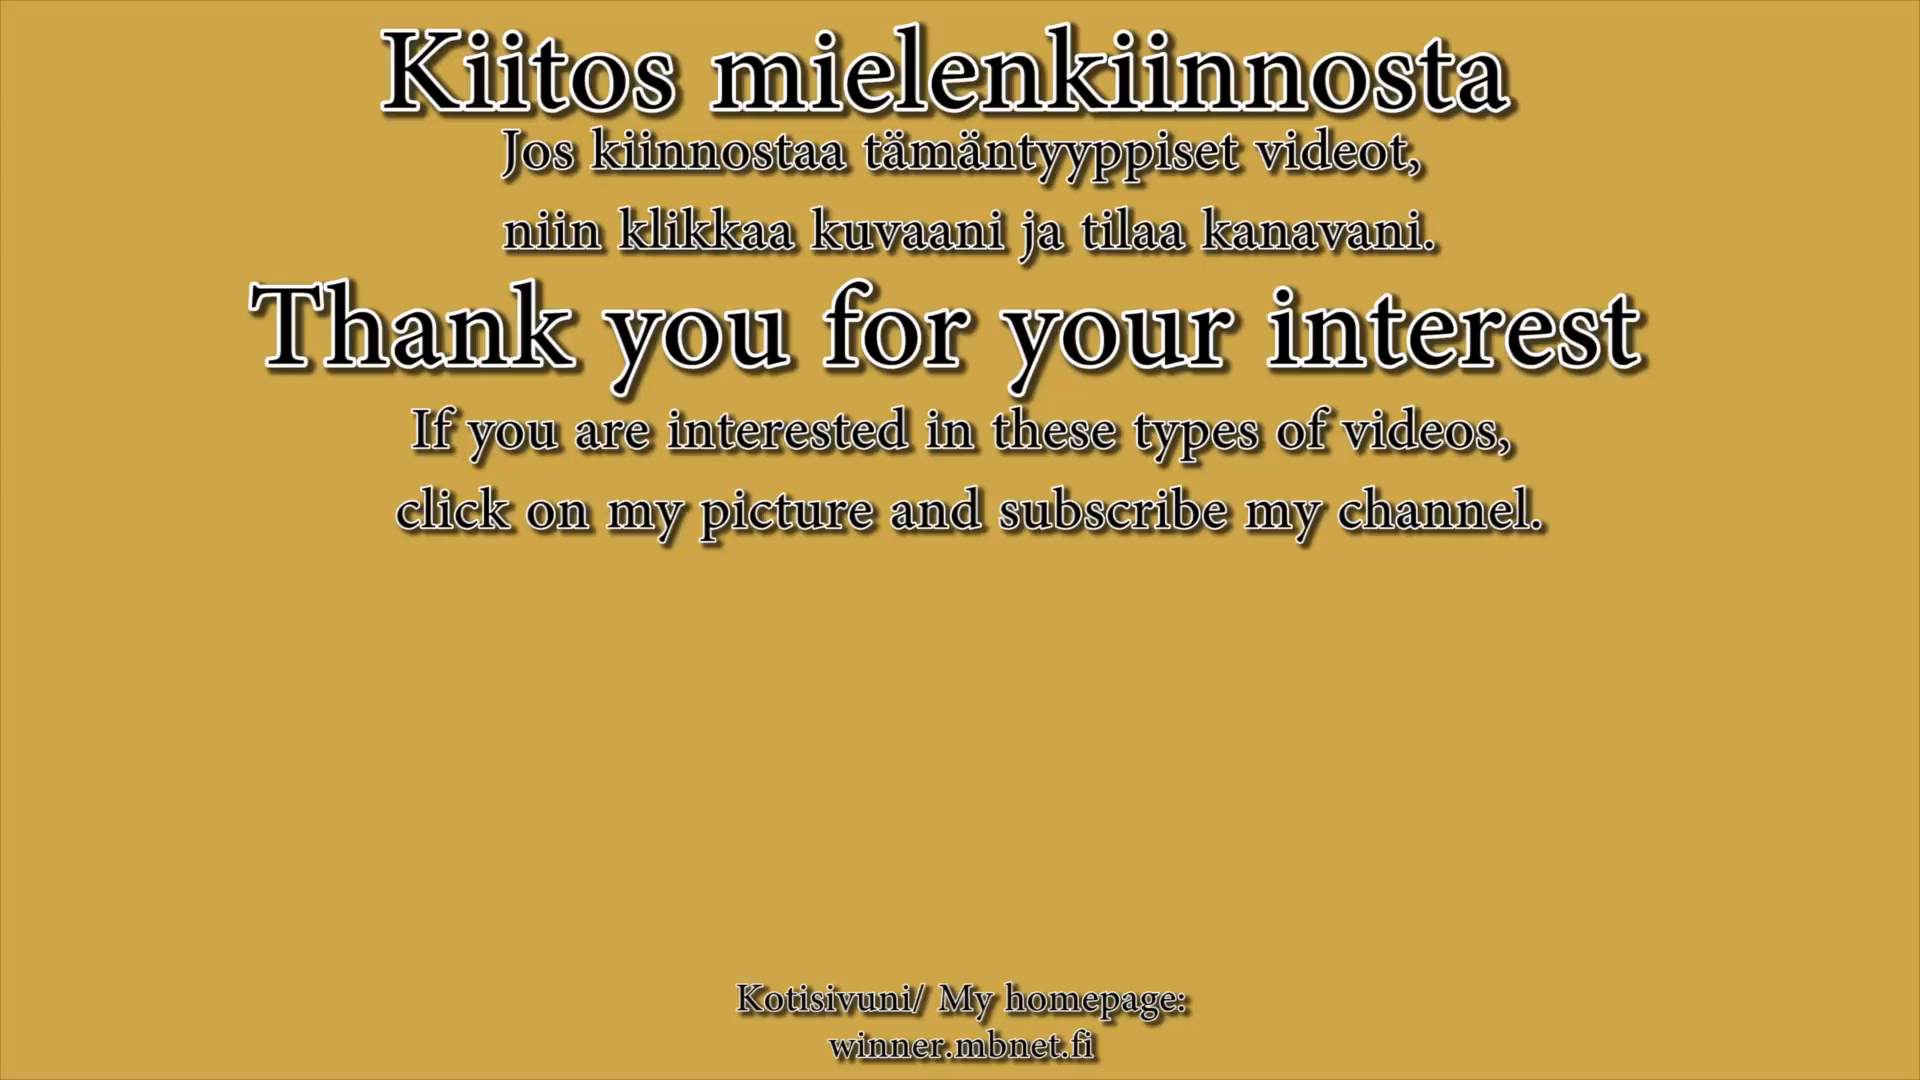 Kiitos mielenkiinnosta
Jos kiinnostaa tämäntyyppiset videot,
niin klikkaa kuvaani ja tilaa kanavani.
Thank you for your interest
If you are interested in these types of videos,
click on my picture and subscribe my channel.
Kotisivuni/ My homepage:
winner.mbnet.fi